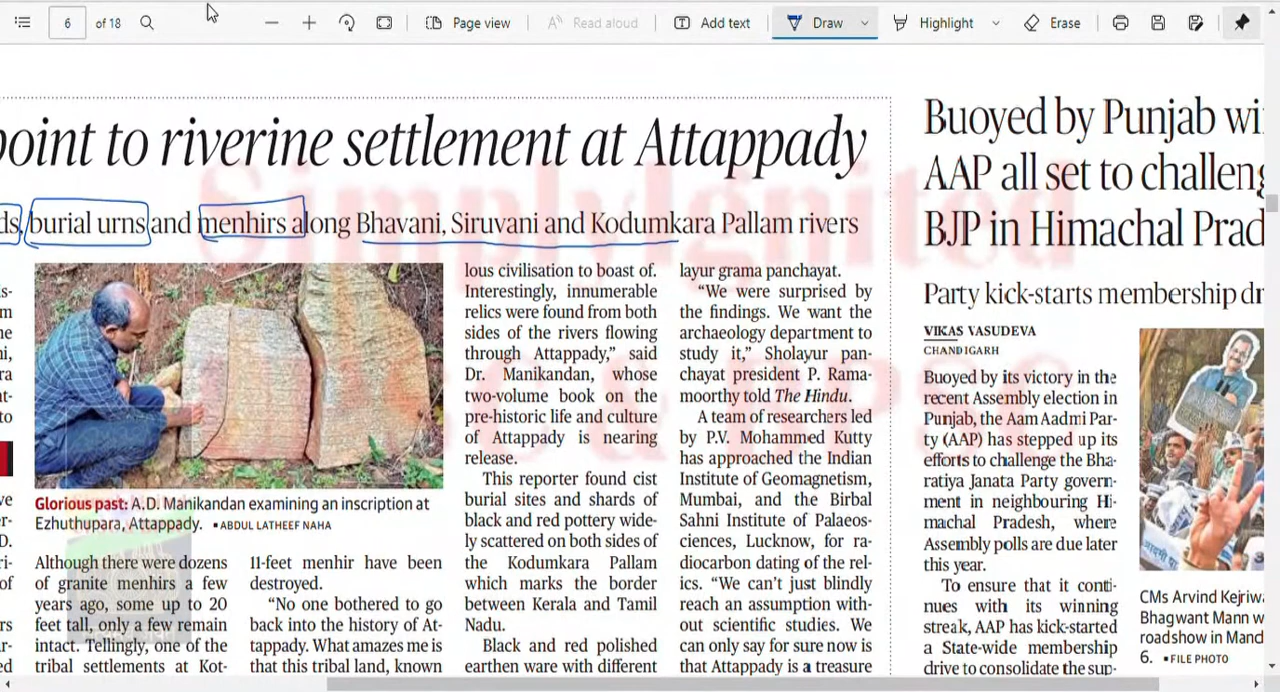 6 of 18 Page view Read aloud Add text Draw Highlight Erase
point to riverine settlement at Attappady
burial urns and menhirs along Bhavani, Siruvani and Kodumkara Pallam rivers
Glorious past: A.D. Manikandan examining an inscription at
Ezhuthupara, Attappady. ▪ ABDUL LATHEEF NAHA
Although there were dozens
of granite menhirs a few
years ago, some up to 20
feet tall, only a few remain
intact. Tellingly, one of the
tribal settlements at Kot-
11-feet menhir have been
destroyed.
“No one bothered to go
back into the history of At-
tappady. What amazes me is
that this tribal land, known
lous civilisation to boast of.
Interestingly, innumerable
relics were found from both
sides of the rivers flowing
through Attappady,” said
Dr. Manikandan, whose
two-volume book on the
pre-historic life and culture
of Attappady is nearing
release.
This reporter found cist
burial sites and shards of
black and red pottery wide-
ly scattered on both sides of
the Kodumkara Pallam
which marks the border
between Kerala and Tamil
Nadu.
Black and red polished
earthen ware with different
layur grama panchayat.
“We were surprised by
the findings. We want the
archaeology department to
study it,” Sholayur pan-
chayat president P. Rama-
moorthy told The Hindu.
A team of researchers led
by P.V. Mohammed Kutty
has approached the Indian
Institute of Geomagnetism,
Mumbai, and the Birbal
Sahni Institute of Palaeos-
ciences, Lucknow, for ra-
diocarbon dating of the rel-
ics. “We can’t just blindly
reach an assumption with-
out scientific studies. We
can only say for sure now is
that Attappady is a treasure
Buoyed by Punjab wi
AAP all set to challeng
BJP in Himachal Prad
Party kick-starts membership dr
VIKAS VASUDEVA
CHANDIGARH
Buoyed by its victory in the
recent Assembly election in
Punjab, the Aam Aadmi Par-
ty (AAP) has stepped up its
efforts to challenge the Bha-
ratiya Janata Party govern-
ment in neighbouring Hi-
machal Pradesh, where
Assembly polls are due later
this year.
To ensure that it conti-
nues with its winning
streak, AAP has kick-started
a State-wide membership
drive to consolidate the sup-
CMs Arvind Kejriw
Bhagwant Mann w
roadshow in Mand
6. ▪ FILE PHOTO
SimplyIgnited